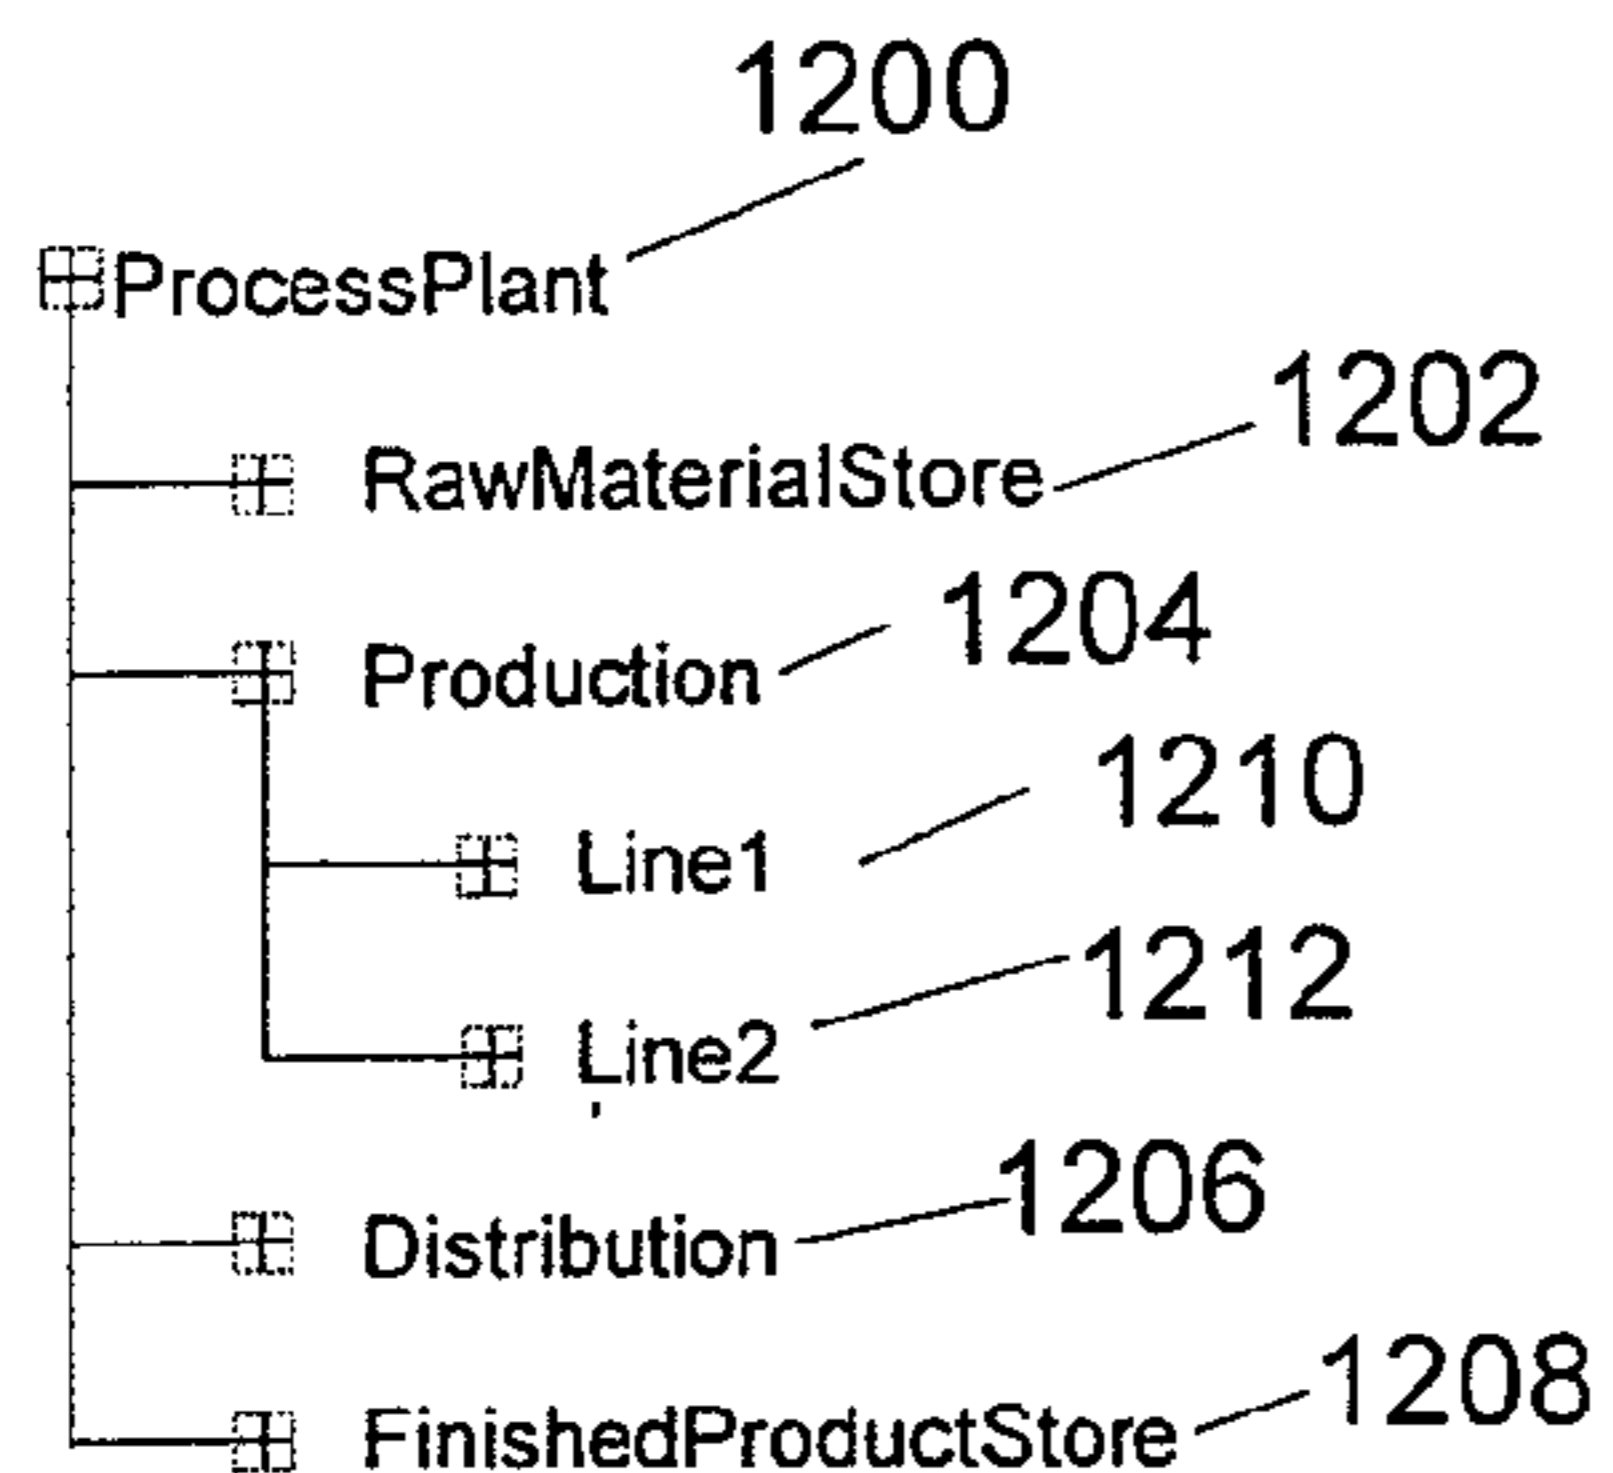 1200
ProcessPlant
1202
RawMaterialStore
1204
Production
1210
Line1
1212
Line2
1206
Distribution
1208
FinishedProductStore